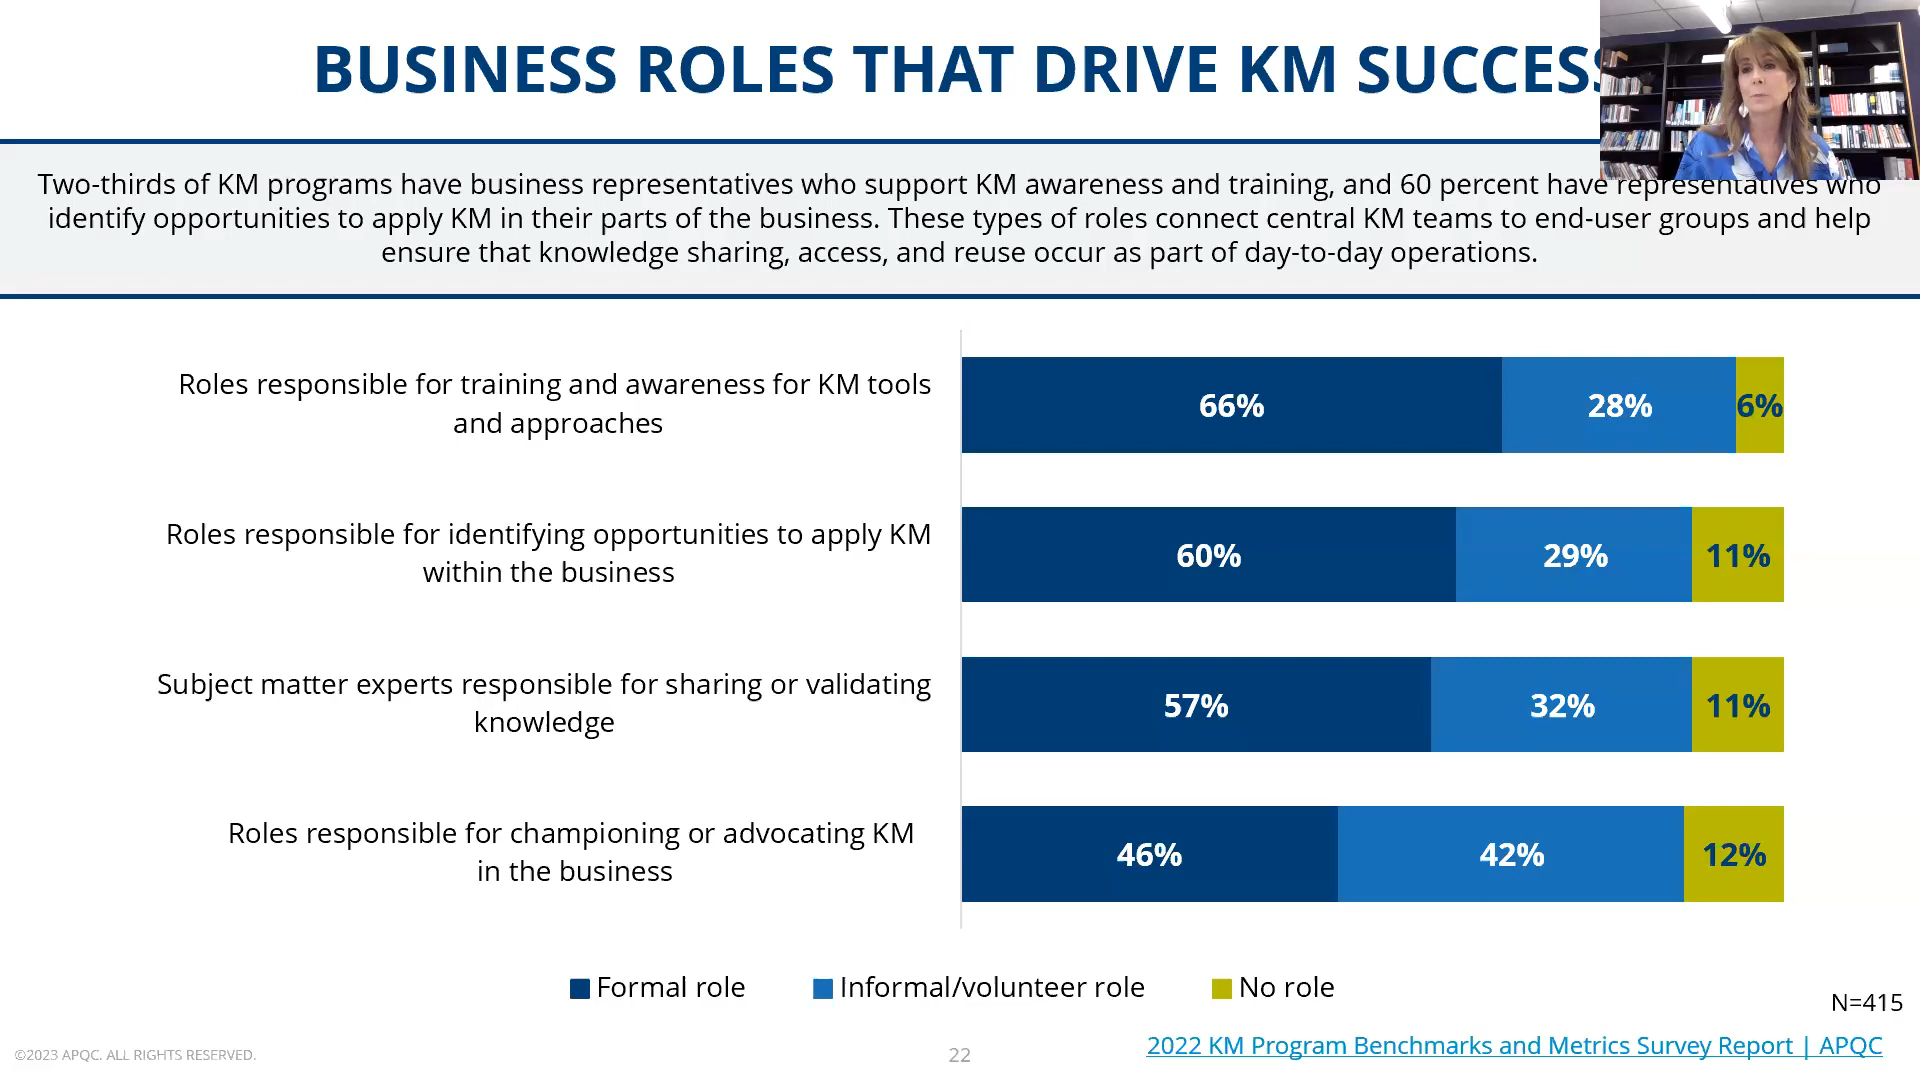 BUSINESS ROLES THAT DRIVE KM SUCCESS
Two-thirds of KM programs have business representatives who support KM awareness and training, and 60 percent have representatives who
identify opportunities to apply KM in their parts of the business. These types of roles connect central KM teams to end-user groups and help
ensure that knowledge sharing, access, and reuse occur as part of day-to-day operations.
Roles responsible for training and awareness for KM tools
and approaches
66% 28% 6%
Roles responsible for identifying opportunities to apply KM
within the business
60% 29% 11%
Subject matter experts responsible for sharing or validating
knowledge
57% 32% 11%
Roles responsible for championing or advocating KM
in the business
46% 42% 12%
Formal role Informal/volunteer role No role
N=415
©2023 APQC. ALL RIGHTS RESERVED.
22
2022 KM Program Benchmarks and Metrics Survey Report | APQC